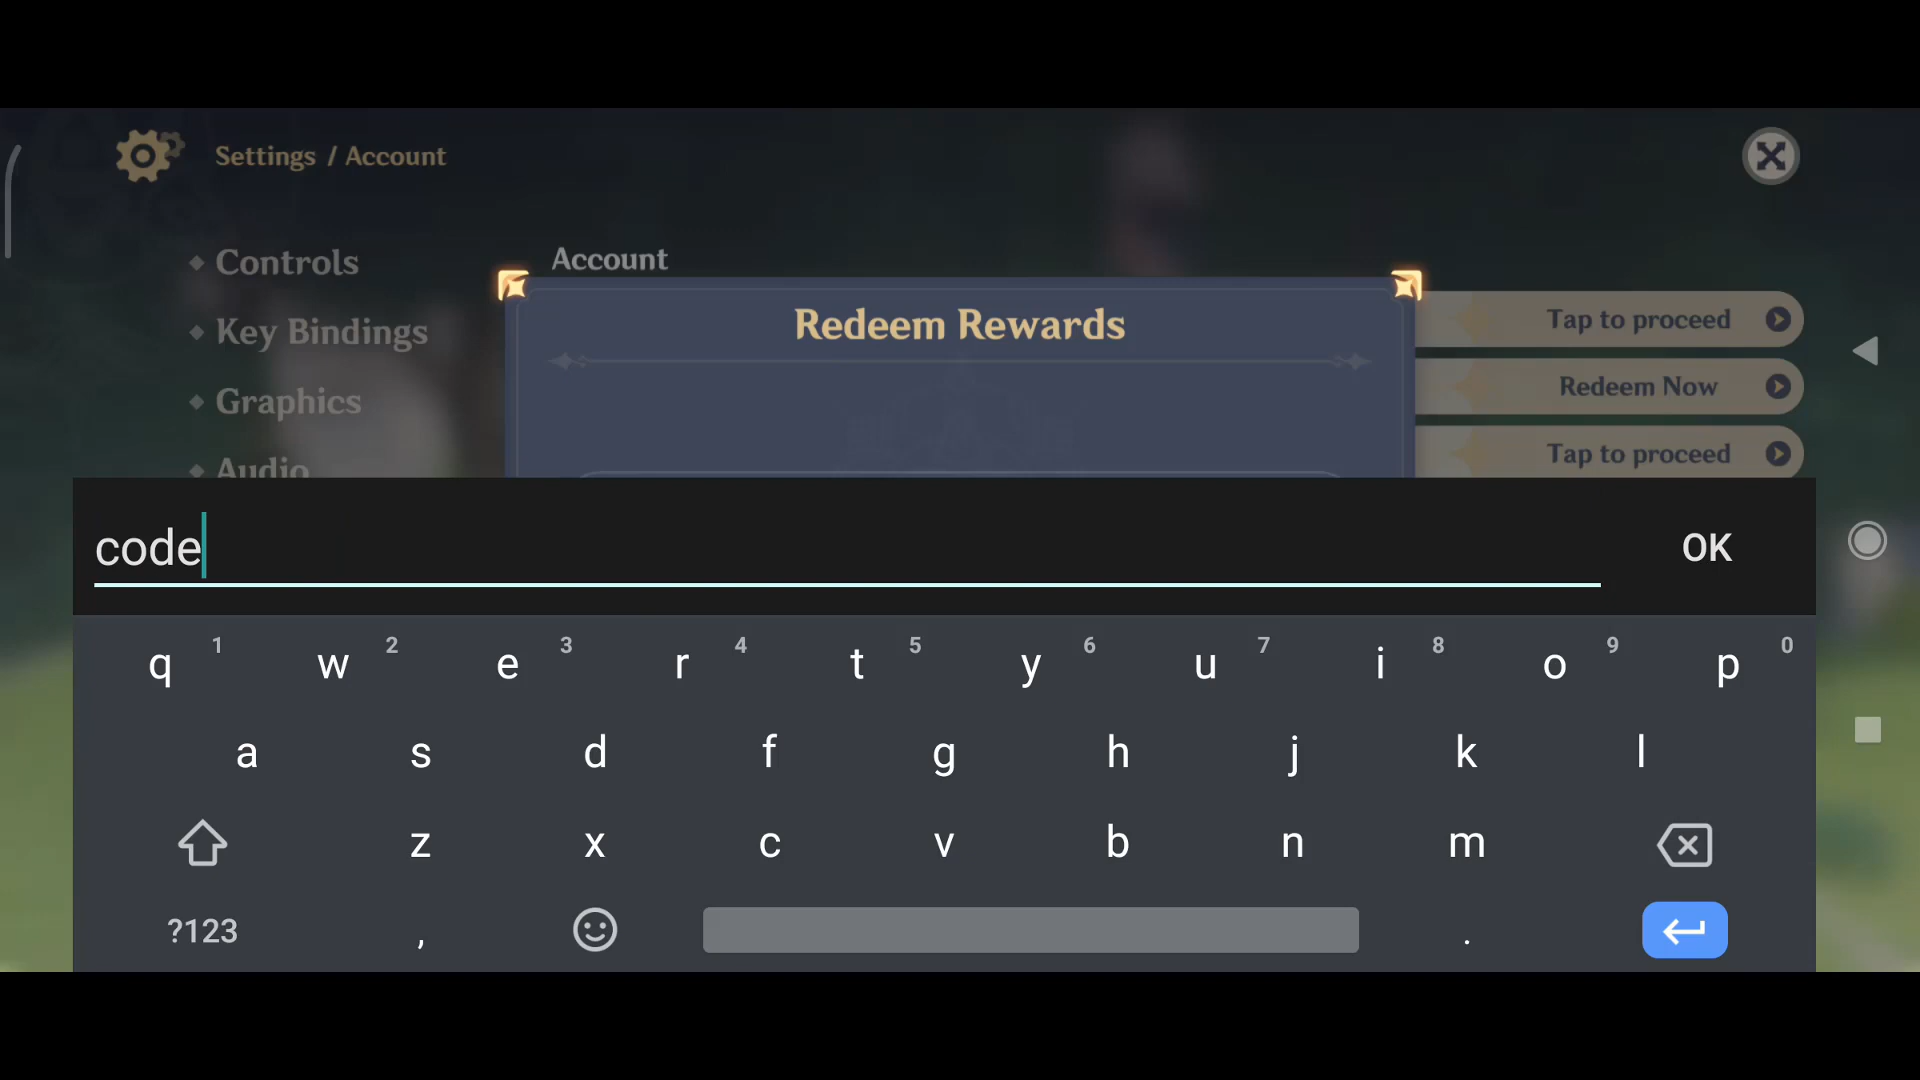 Settings / Account
Controls
Account
Key Bindings
Redeem Rewards
Tap to proceed
Graphics
Redeem Now
Audio
Tap to proceed
code
OK
q 1 w 2 e 3 r 4 t 5 y 6 u 7 i 8 o 9 p 0
a s d f g h j k l
z x c v b n m
?123 , .